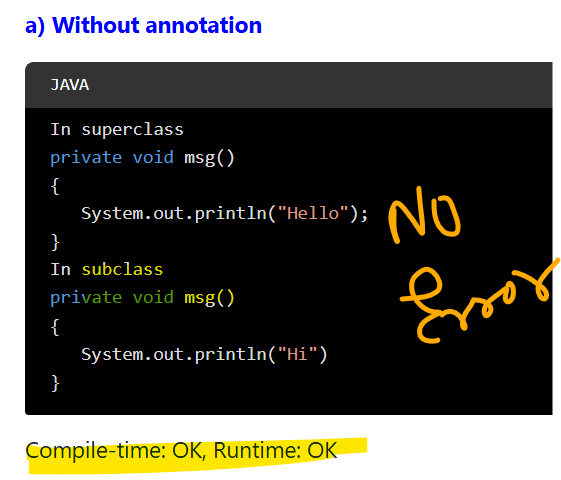 a) Without annotation
JAVA
In superclass
private void msg()
{
System.out.println("Hello");
}
In subclass
private void msg()
{
System.out.println("Hi")
}
NO
Error
Compile-time: OK, Runtime: OK